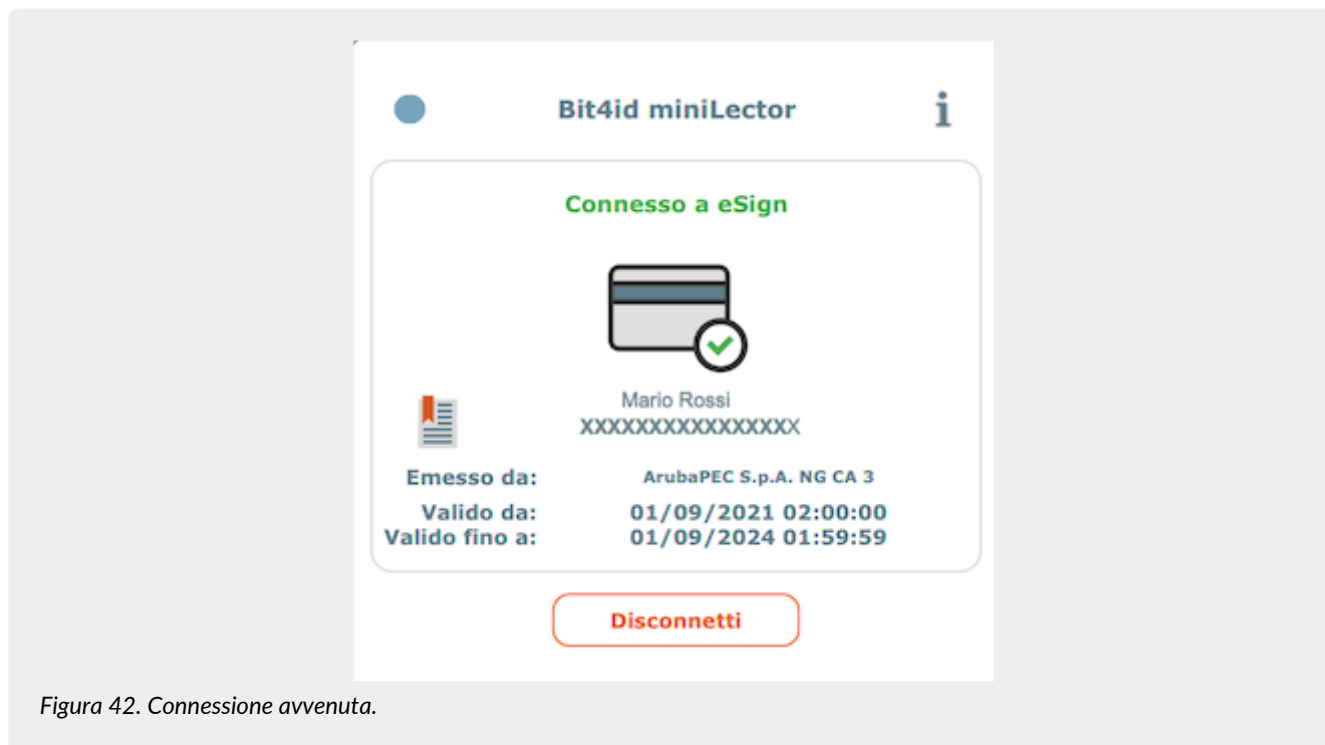 Bit4id miniLector
i
Connesso a eSign
Mario Rossi
XXXXXXXXXXXXXXXX
Emesso da: ArubaPEC S.p.A. NG CA 3
Valido da: 01/09/2021 02:00:00
Valido fino a: 01/09/2024 01:59:59
Disconnetti
Figura 42. Connessione avvenuta.